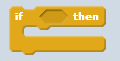 if then